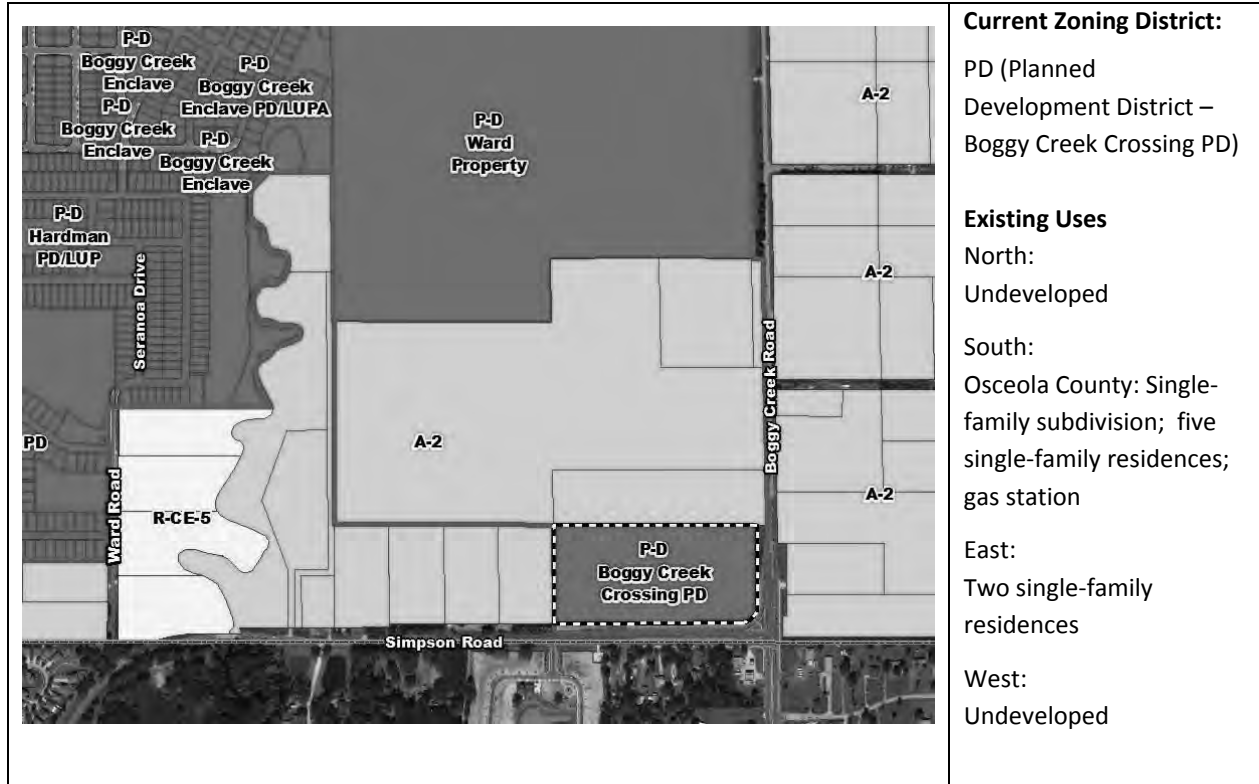 P-D
Boggy Creek
Enclave
P-D
Boggy Creek
Enclave PD/LUPA
P-D
Boggy Creek
Enclave
P-D
Boggy Creek
Enclave
P-D
Ward
Property
A-2
P-D
Hardman
PD/LUP
Seranoa Drive
A-2
Boggy Creek Road
PD
A-2
A-2
Ward Road
R-CE-5
P-D
Boggy Creek
Crossing PD
Simpson Road
Current Zoning District:
PD (Planned
Development District –
Boggy Creek Crossing PD)
Existing Uses
North:
Undeveloped
South:
Osceola County: Single-
family subdivision; five
single-family residences;
gas station
East:
Two single-family
residences
West:
Undeveloped